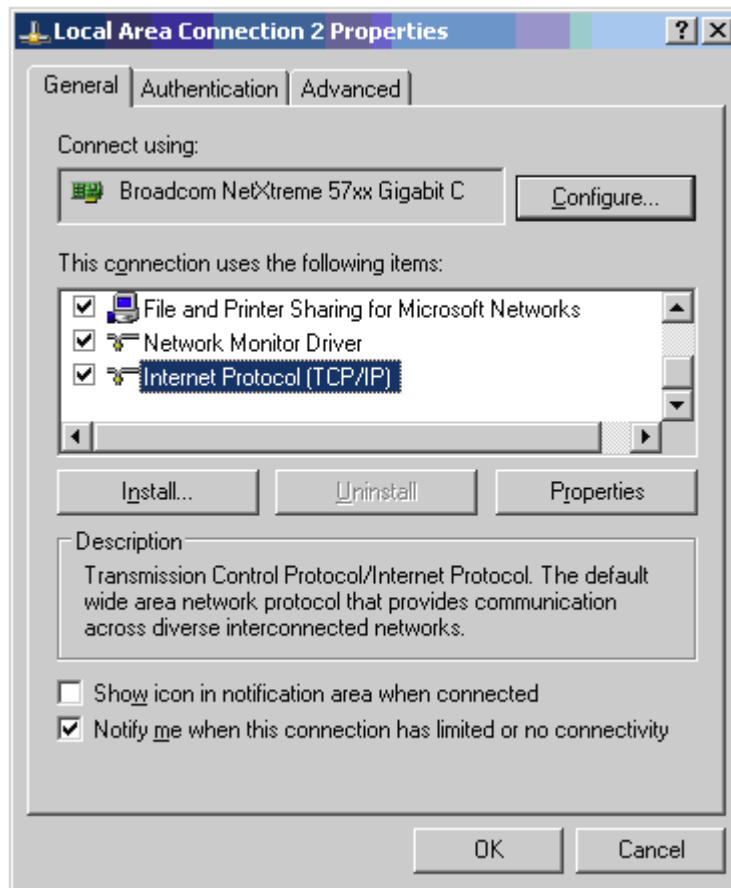 Local Area Connection 2 Properties
General Authentication Advanced
Connect using:
Broadcom NetXtreme 57xx Gigabit C
Configure...
This connection uses the following items:
File and Printer Sharing for Microsoft Networks
Network Monitor Driver
Internet Protocol (TCP/IP)
Install... Uninstall Properties
Description
Transmission Control Protocol/Internet Protocol. The default
wide area network protocol that provides communication
across diverse interconnected networks.
Show icon in notification area when connected
Notify me when this connection has limited or no connectivity
OK Cancel